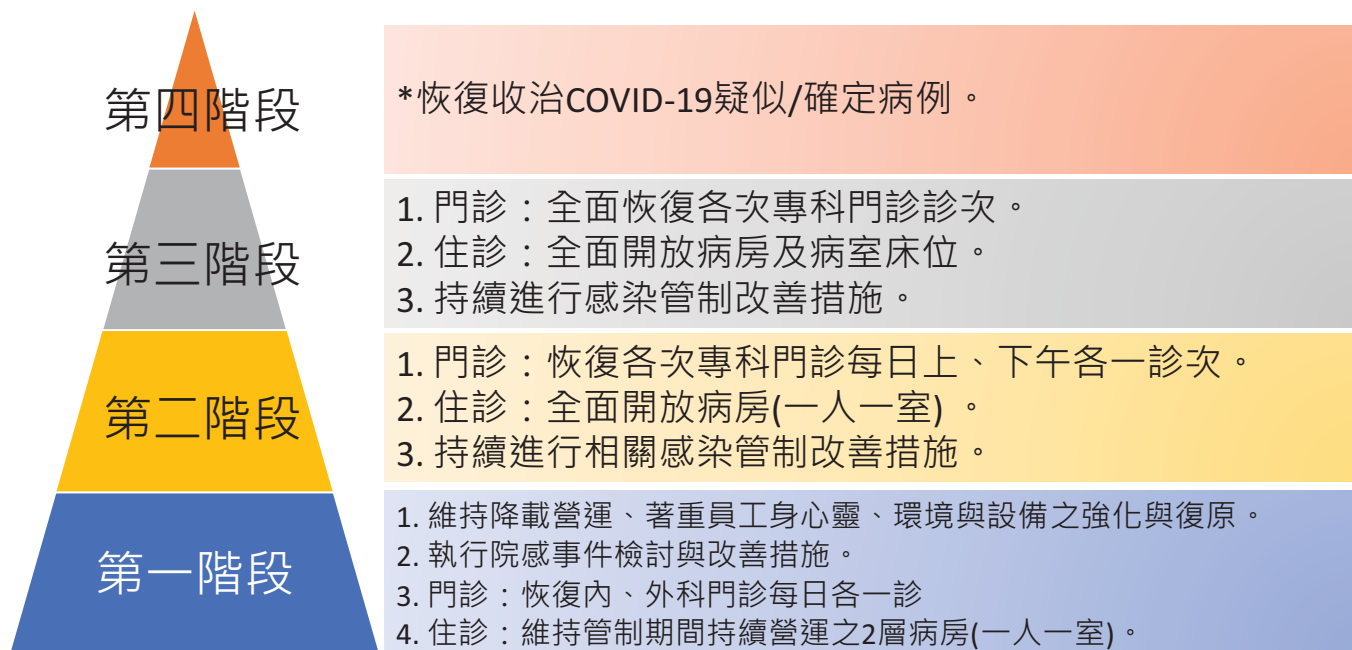 第四階段
*恢復收治COVID-19疑似/確定病例。
第三階段
1. 門診：全面恢復各次專科門診診次。
2. 住診：全面開放病房及病室床位。
3. 持續進行感染管制改善措施。
第二階段
1. 門診：恢復各次專科門診每日上、下午各一診次。
2. 住診：全面開放病房(一人一室) 。
3. 持續進行相關感染管制改善措施。
第一階段
1. 維持降載營運、著重員工身心靈、環境與設備之強化與復原。
2. 執行院感事件檢討與改善措施。
3. 門診：恢復內、外科門診每日各一診
4. 住診：維持管制期間持續營運之2層病房(一人一室)。